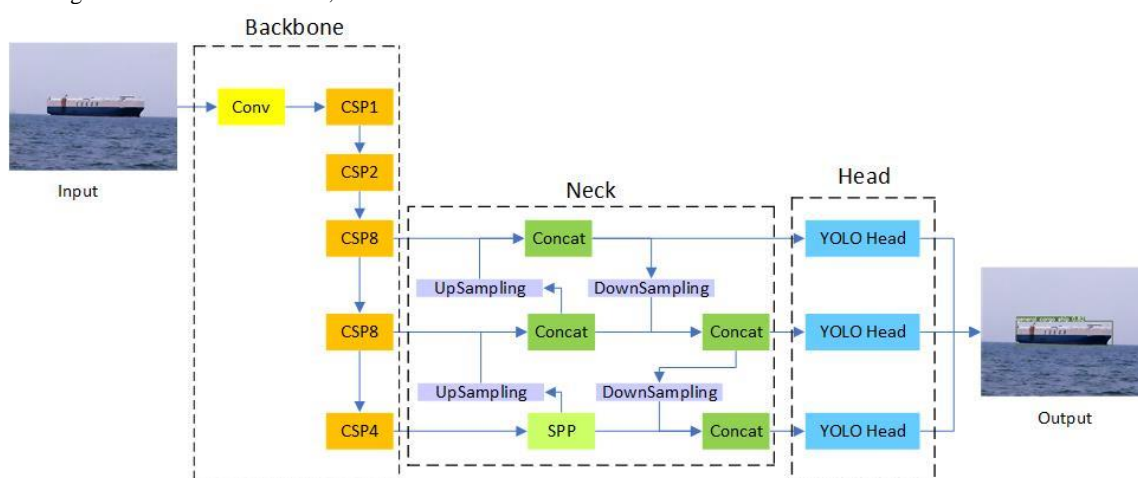 Backbone
Conv
CSP1
Input
CSP2
Neck
Head
CSP8
Concat
YOLO Head
UpSampling
DownSampling
CSP8
Concat
Concat
YOLO Head
UpSampling
DownSampling
CSP4
SPP
Concat
YOLO Head
Output